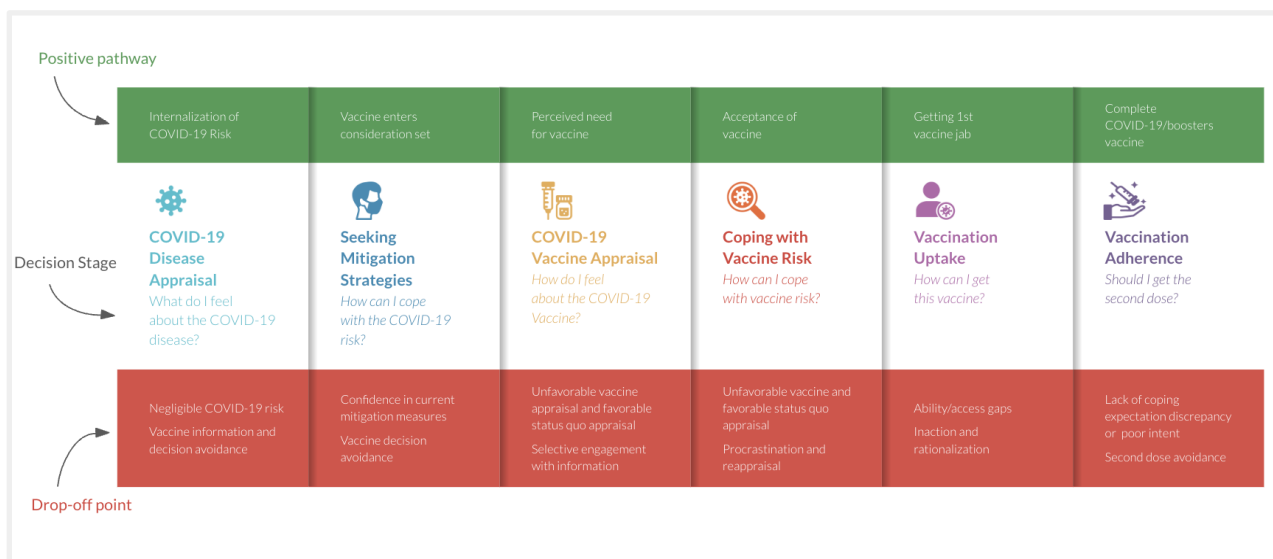 Positive pathway
Internalization of
COVID-19 Risk
Vaccine enters
consideration set
Perceived need
for vaccine
Acceptance of
vaccine
Getting 1st
vaccine jab
Complete
COVID-19/boosters
vaccine
Decision Stage
COVID-19
Disease
Appraisal
What do I feel
about the COVID-19
disease?
Seeking
Mitigation
Strategies
How can I cope
with the COVID-19
risk?
COVID-19
Vaccine Appraisal
How do I feel
about the COVID-19
Vaccine?
Coping with
Vaccine Risk
How can I cope
with vaccine risk?
Vaccination
Uptake
How can I get
this vaccine?
Vaccination
Adherence
Should I get the
second dose?
Negligible COVID-19 risk
Vaccine information and
decision avoidance
Confidence in current
mitigation measures
Vaccine decision
avoidance
Unfavorable vaccine
appraisal and favorable
status quo appraisal
Selective engagement
with information
Unfavorable vaccine and
favorable status quo
appraisal
Procrastination and
reappraisal
Ability/access gaps
Inaction and
rationalization
Lack of coping
expectation discrepancy
or poor intent
Second dose avoidance
Drop-off point